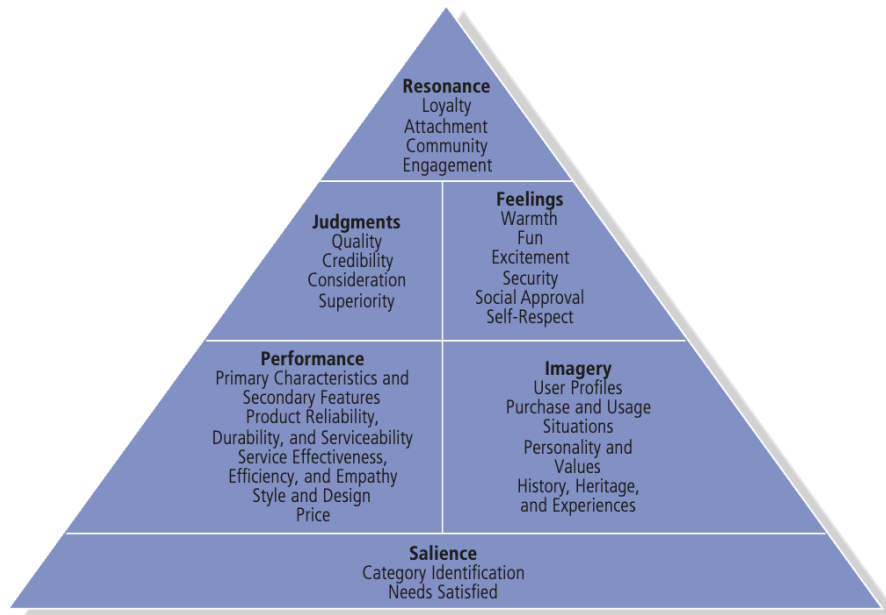 Resonance
Loyalty
Attachment
Community
Engagement
Judgments
Quality
Credibility
Consideration
Superiority
Feelings
Warmth
Fun
Excitement
Security
Social Approval
Self-Respect
Performance
Primary Characteristics and
Secondary Features
Product Reliability,
Durability, and Serviceability
Service Effectiveness,
Efficiency, and Empathy
Style and Design
Price
Imagery
User Profiles
Purchase and Usage
Situations
Personality and
Values
History, Heritage,
and Experiences
Salience
Category Identification
Needs Satisfied